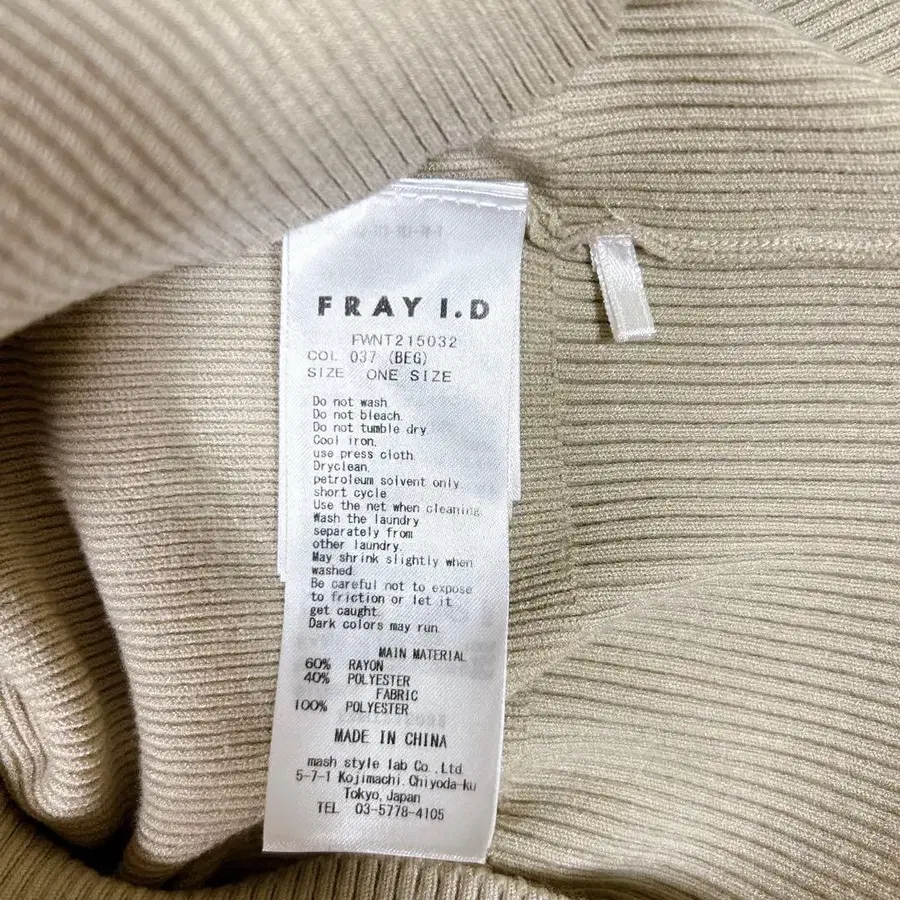 FRAY I.D
FWNT215032
COL 037 (BEG)
SIZE ONE SIZE
Do not wash
Do not bleach.
Do not tumble dry
Cool iron,
use press cloth
Dryclean,
petroleum solvent only.
short cycle
Use the net when cleaning.
Wash the laundry
separately from
other laundry.
May shrink slightly when
washed.
Be careful not to expose
to friction or let it
get caught.
Dark colors may run.
MAIN MATERIAL
60% RAYON
40% POLYESTER
FABRIC
100% POLYESTER
MADE IN CHINA
mash style lab Co.,Ltd.
5-7-1 Kojimachi,Chiyoda-ku
Tokyo,Japan
TEL 03-5778-4105